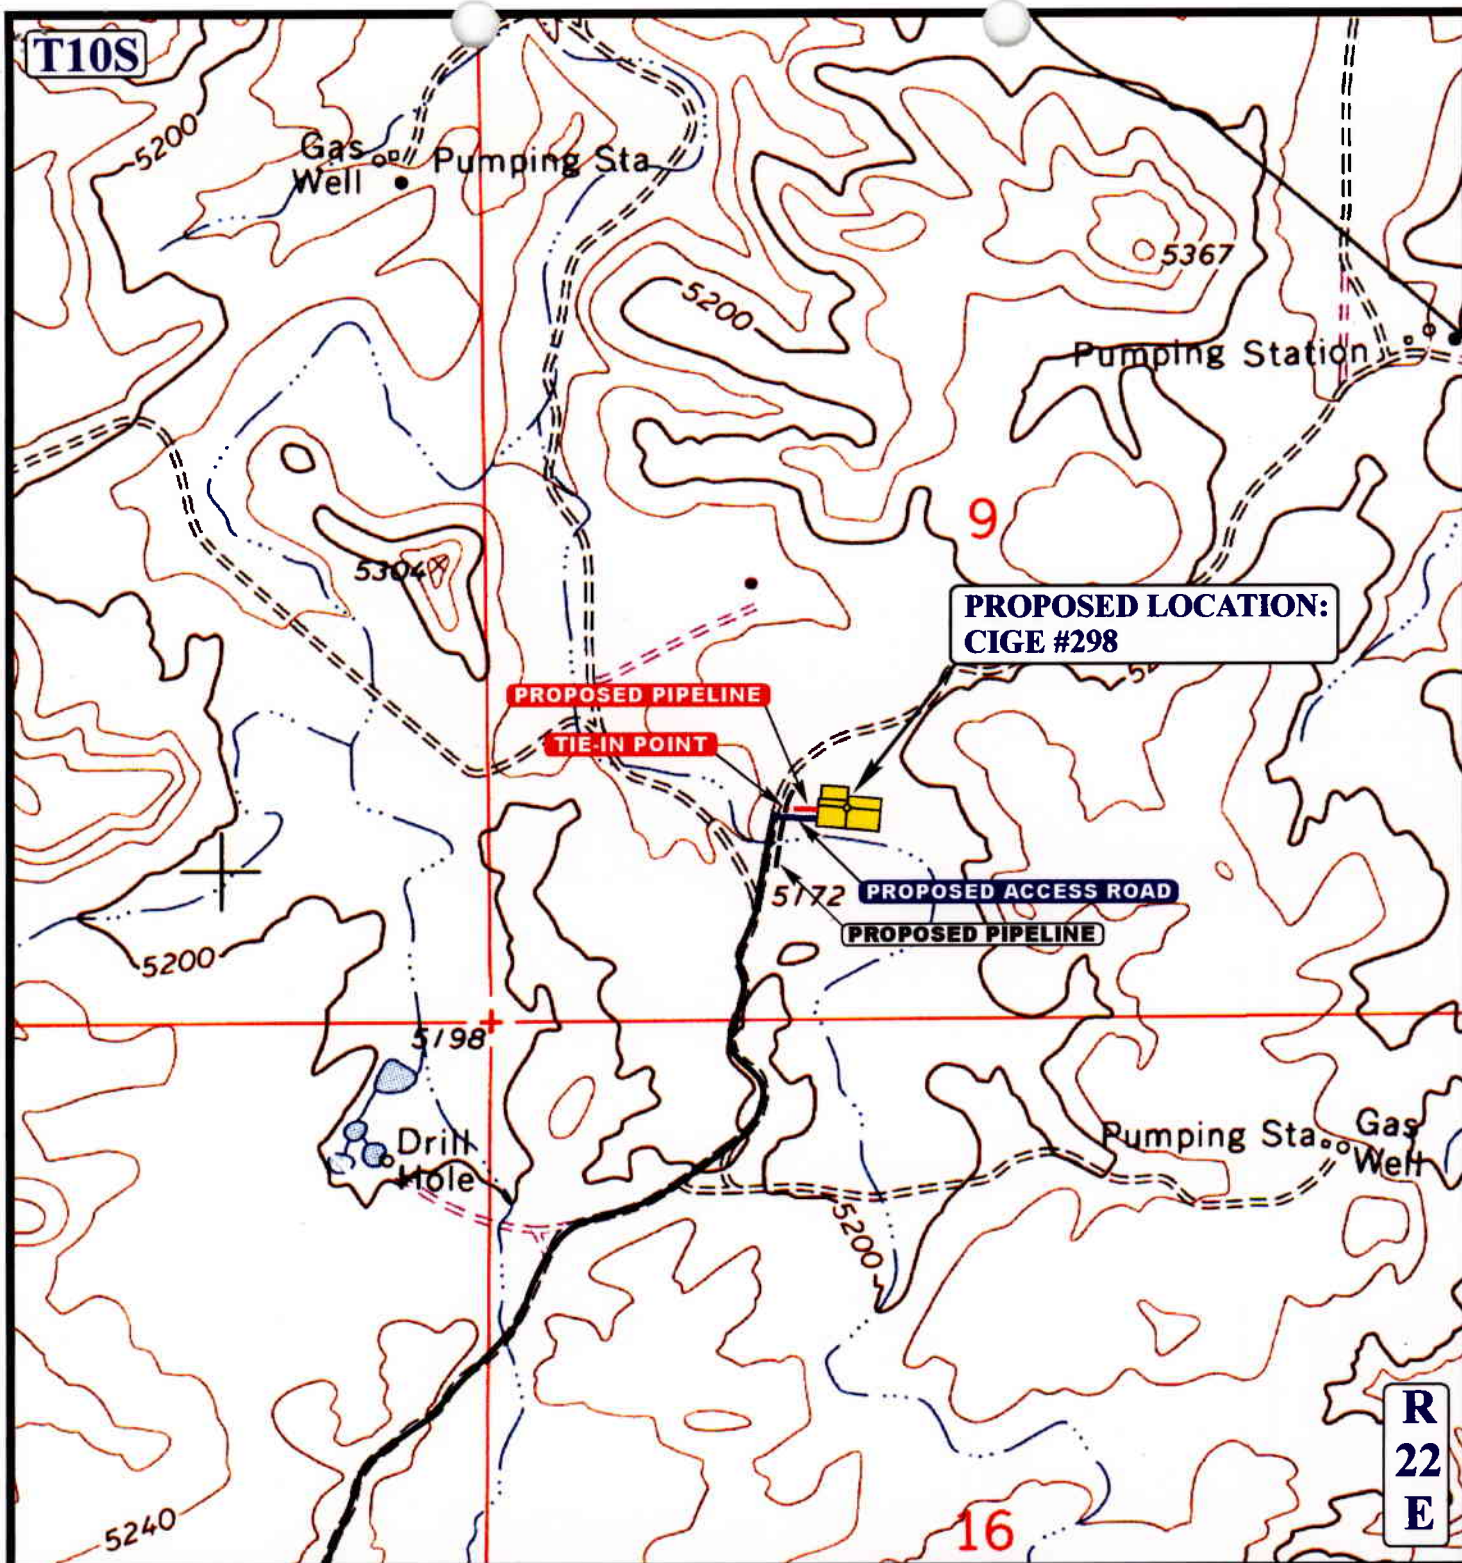 T10S
5200
Gas
Well
Pumping Sta
5200
5367
Pumping Station
9
5304
PROPOSED LOCATION:
CIGE #298
PROPOSED PIPELINE
TIE-IN POINT
5172
PROPOSED ACCESS ROAD
PROPOSED PIPELINE
5200
5198
Drill
Hole
Pumping Sta
Gas
Well
5200
R
22
E
5240
16